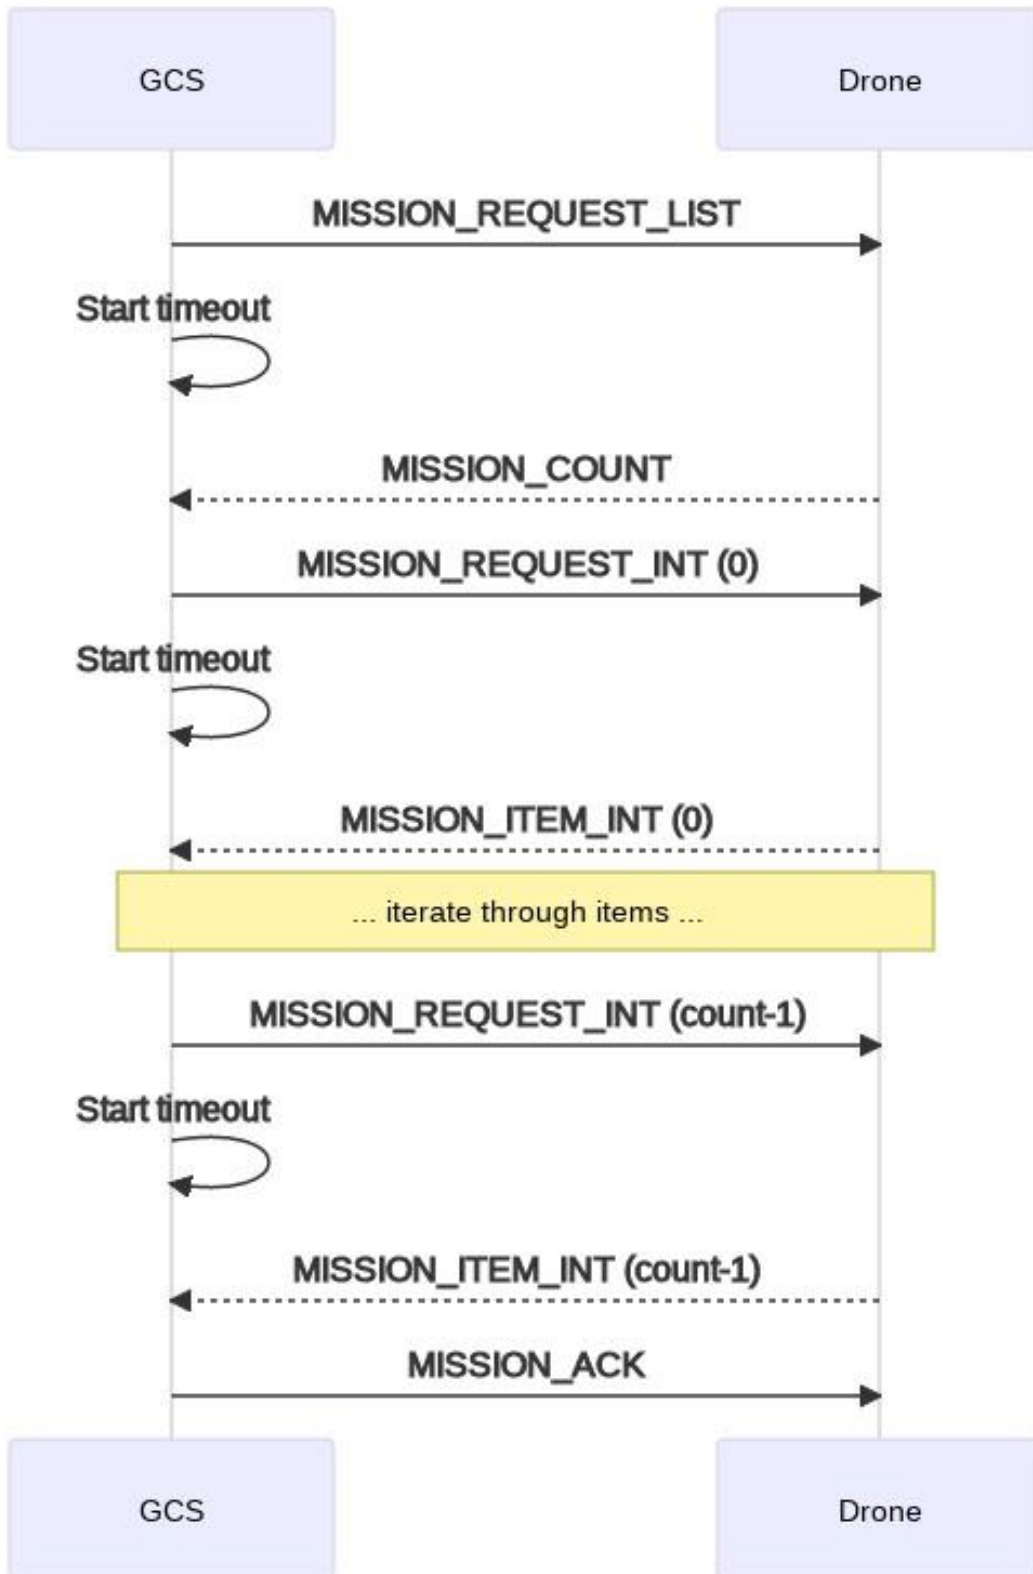 GCS Drone
MISSION_REQUEST_LIST
Start timeout
MISSION_COUNT
MISSION_REQUEST_INT (0)
Start timeout
MISSION_ITEM_INT (0)
... iterate through items ...
MISSION_REQUEST_INT (count-1)
Start timeout
MISSION_ITEM_INT (count-1)
MISSION_ACK
GCS Drone